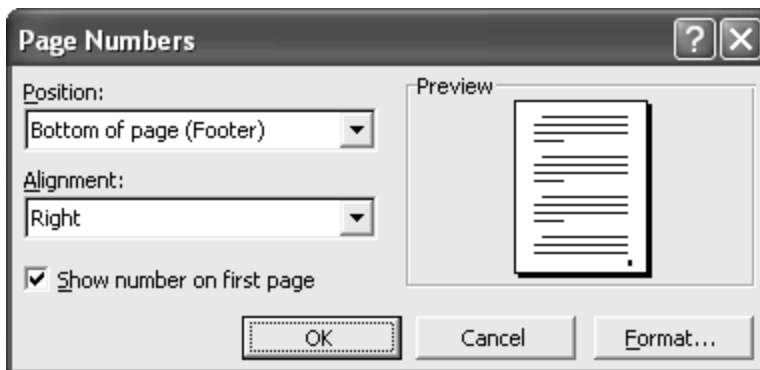 Page Numbers
Position:
Bottom of page (Footer)
Alignment:
Right
Show number on first page
Preview
OK
Cancel
Format...